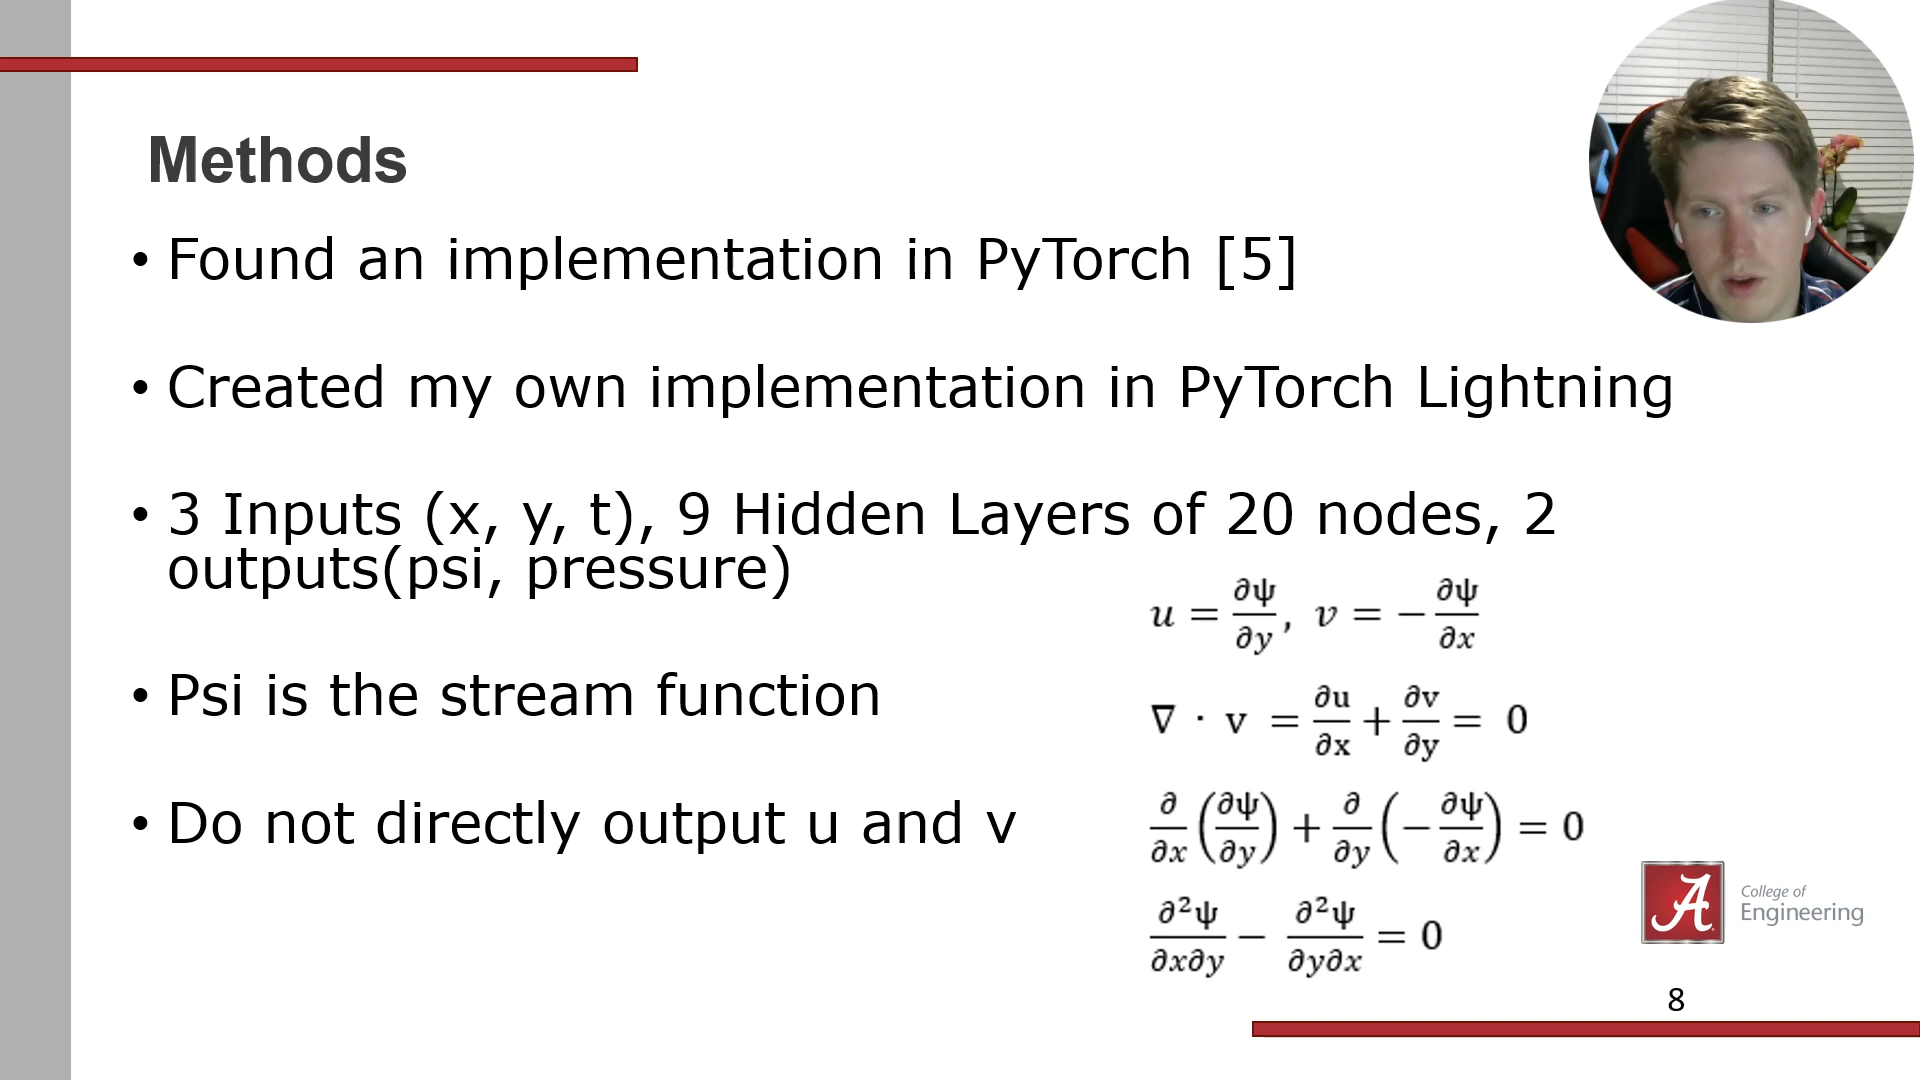 Methods
• Found an implementation in PyTorch [5]
• Created my own implementation in PyTorch Lightning
• 3 Inputs (x, y, t), 9 Hidden Layers of 20 nodes, 2
outputs(psi, pressure)
u = ∂ψ/∂y, v = −∂ψ/∂x
• Psi is the stream function
∇ · v = ∂u/∂x + ∂v/∂y = 0
• Do not directly output u and v
∂/∂x (∂ψ/∂y) + ∂/∂y (−∂ψ/∂x) = 0
∂²ψ/∂x∂y − ∂²ψ/∂y∂x = 0
A
College of
Engineering
8